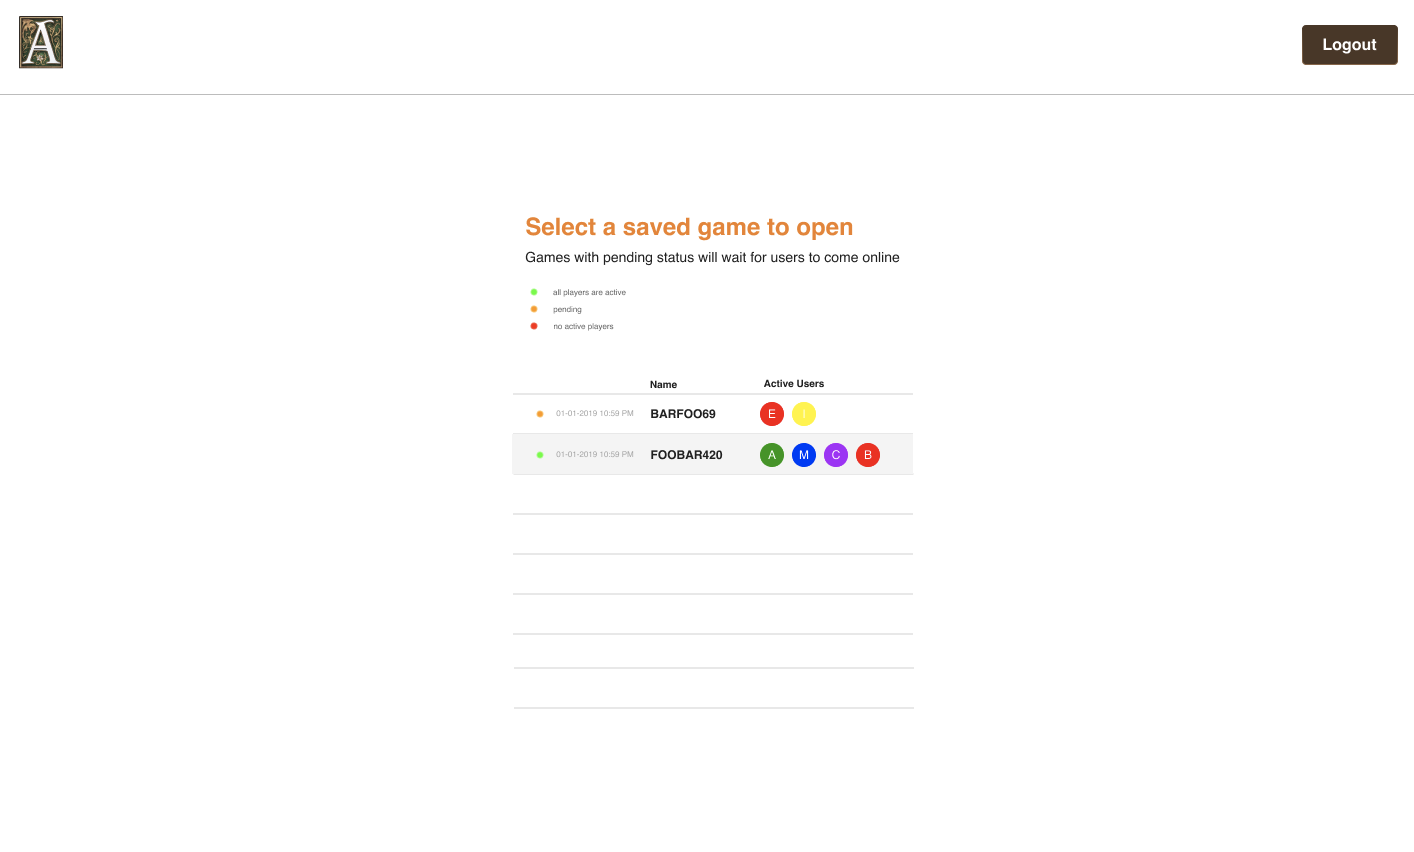 A
Logout
Select a saved game to open
Games with pending status will wait for users to come online
all players are active
pending
no active players
Name Active Users
01-01-2019 10:59 PM BARFOO69 E I
01-01-2019 10:59 PM FOOBAR420 A M C B